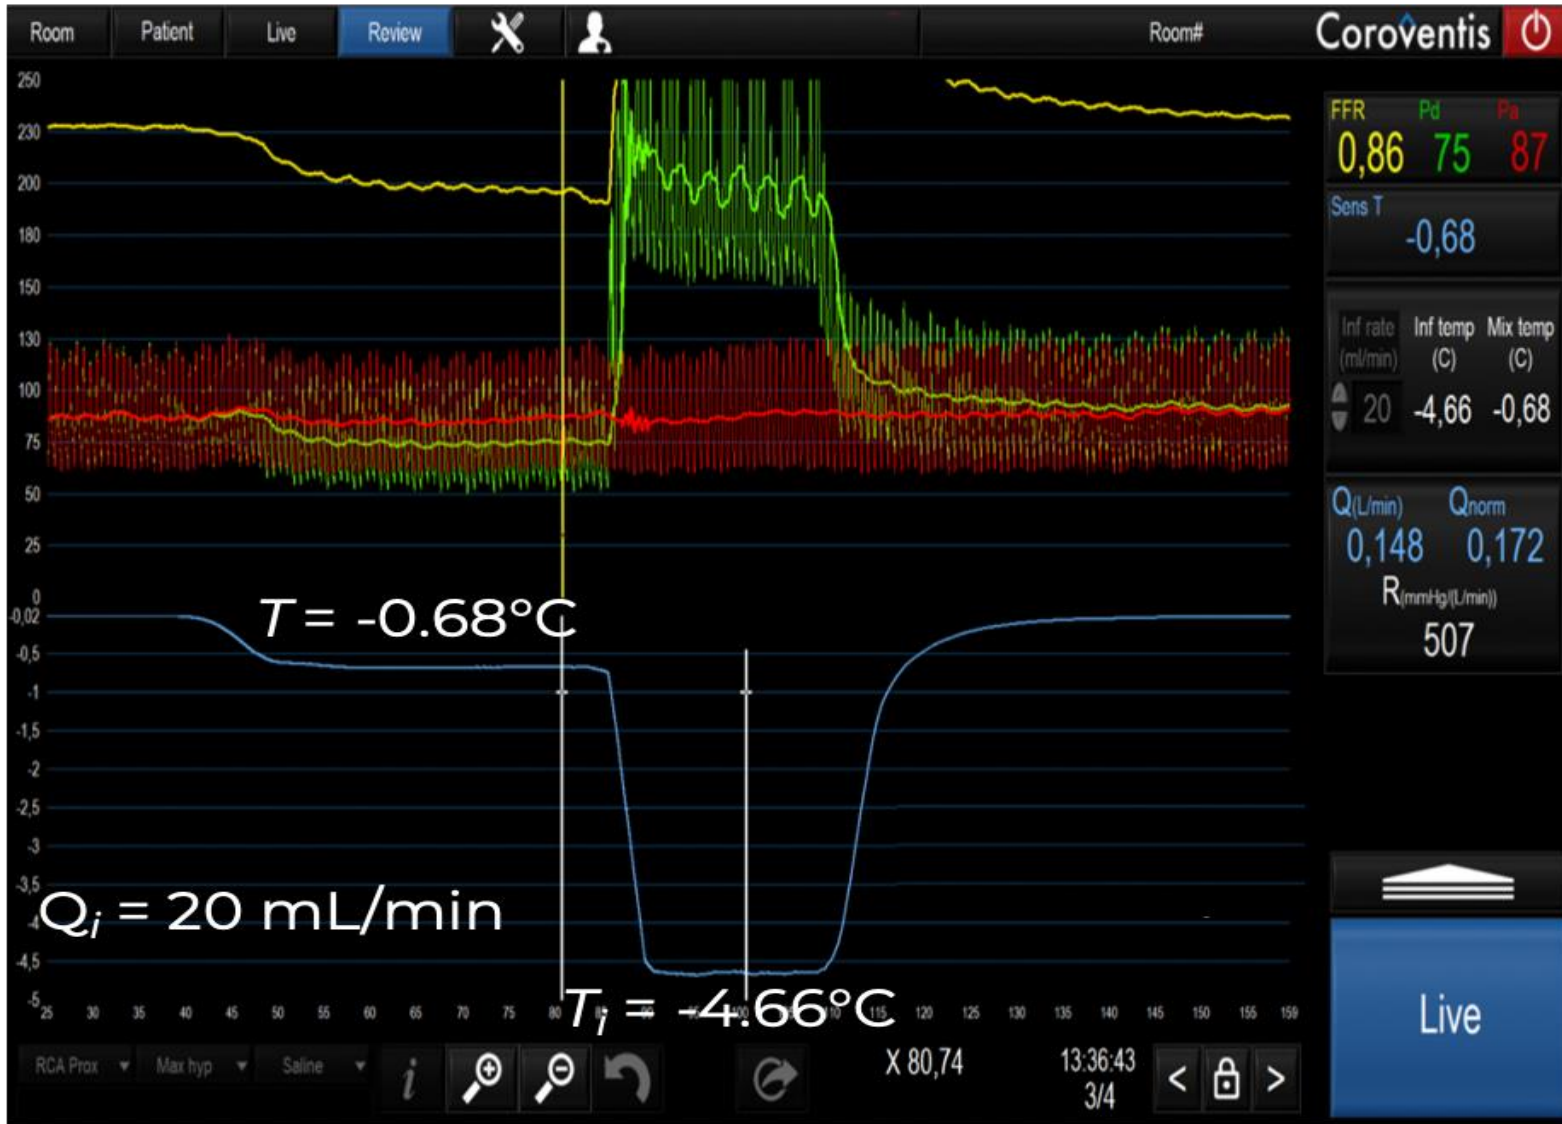 Room Patient Live Review Room# Coroventis
250
230
200
180
150
130
100
75
50
25
0
FFR Pd Pa
0,86 75 87
Sens T
-0,68
Inf rate (ml/min) Inf temp (C) Mix temp (C)
20 -4,66 -0,68
Q(L/min) Qnorm
0,148 0,172
R(mmHg/(L/min))
507
T = -0.68°C
-0,02
-0,5
-1
-1,5
-2
-2,5
-3
-3,5
-4
-4,5
-5
Qi = 20 mL/min
Ti = -4.66°C
25 30 35 40 45 50 55 60 65 70 75 80 110 115 120 125 130 135 140 145 150 155 159
Live
RCA Prox Max hyp Saline i X 80,74 13:36:43 < >
3/4